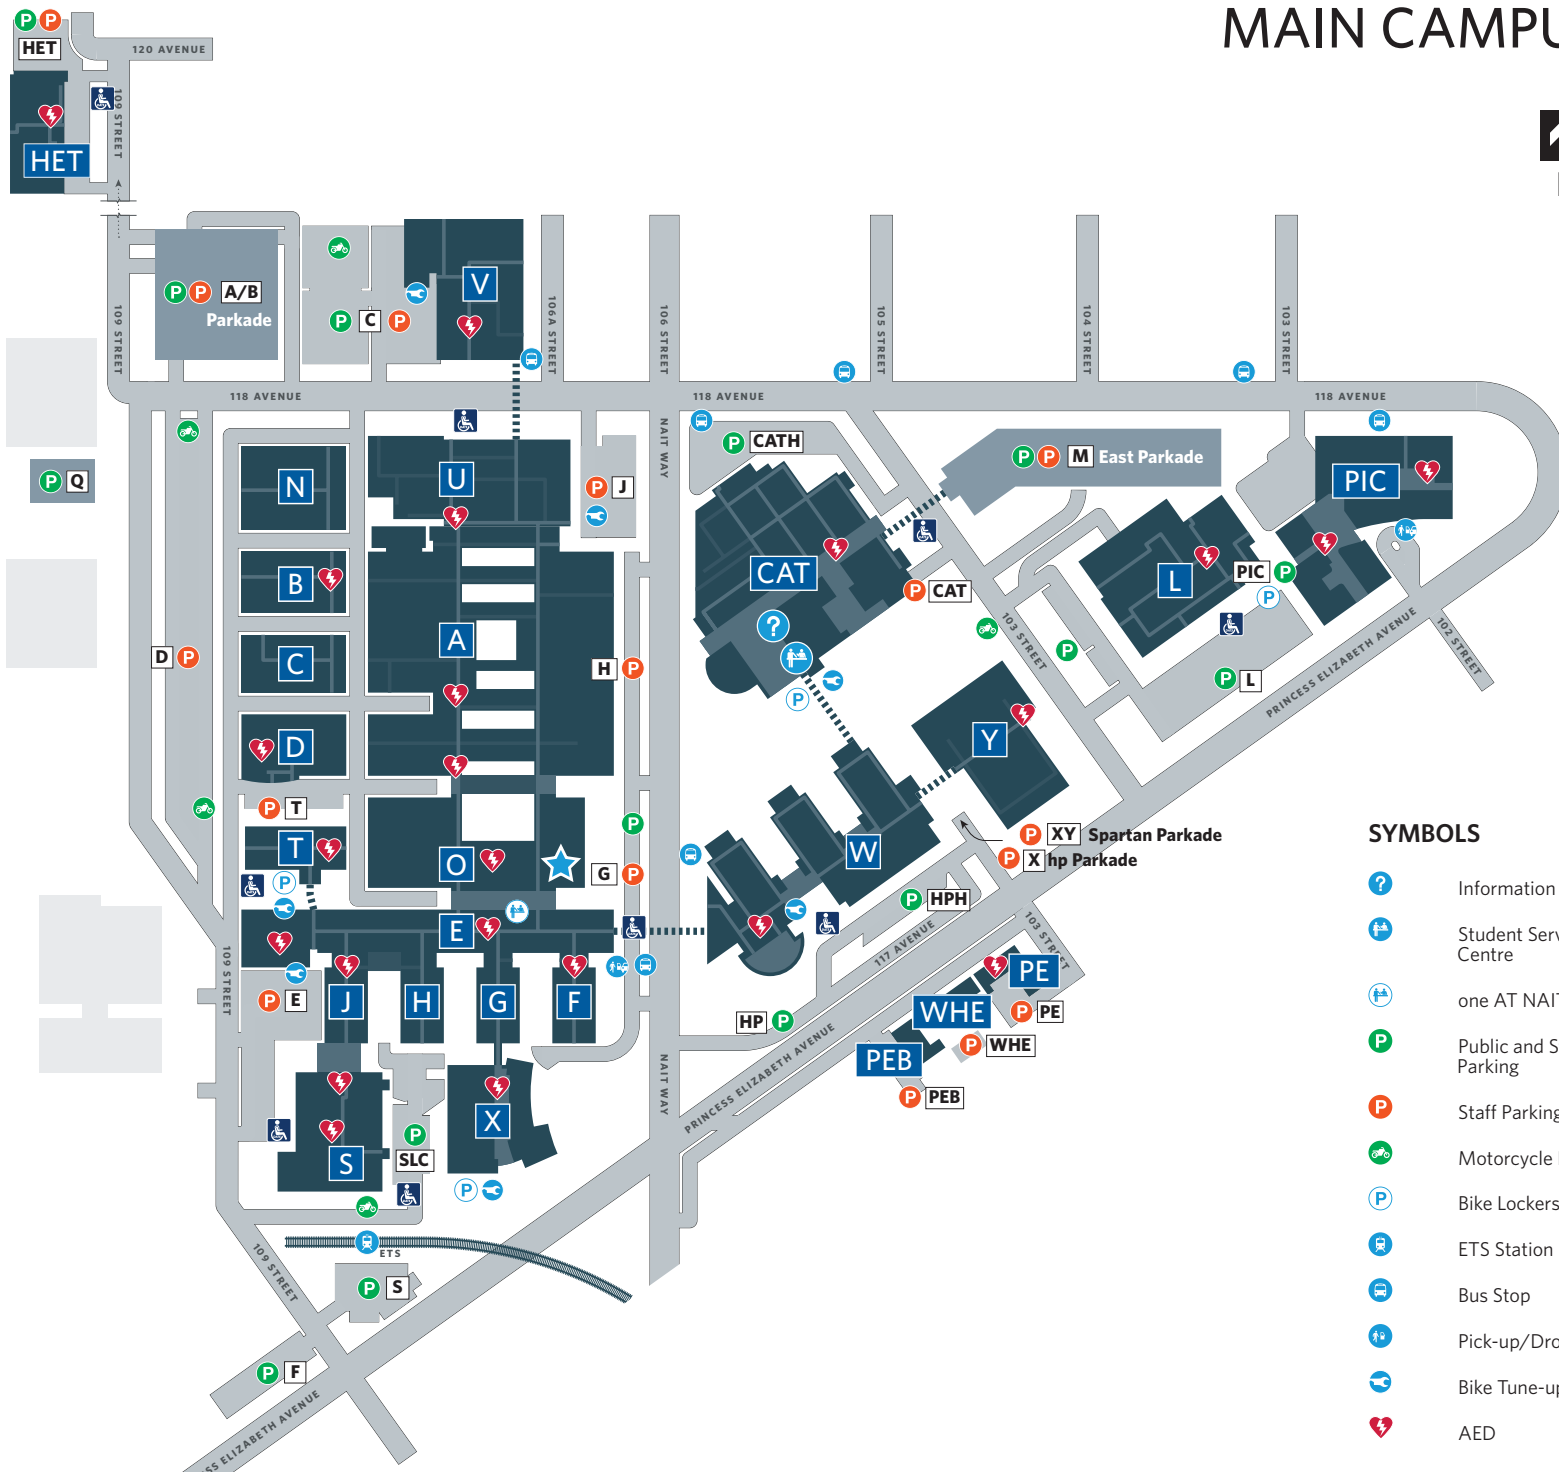 MAIN CAMPU
P P
HET
120 AVENUE
109 STREET
HET
V
P P A/B
Parkade
P C P
109 STREET
106A STREET
106 STREET
105 STREET
104 STREET
103 STREET
118 AVENUE
118 AVENUE
118 AVENUE
NAIT WAY
P CATH
P P M East Parkade
P Q
N
U
P J
PIC
B
CAT
L
PIC P
P
P CAT
A
?
C
103 STREET
P
D P
H P
P L
102 STREET
PRINCESS ELIZABETH AVENUE
P
D
Y
P T
P
T
O
W
P XY Spartan Parkade
P X hp Parkade
G P
P
P HPH
E
117 AVENUE
103 STREET
109 STREET
PE
P E
J
H
G
F
WHE
P PE
HP P
P WHE
PEB
P PEB
PRINCESS ELIZABETH AVENUE
NAIT WAY
X
P
SLC
S
P
ETS
109 STREET
P S
P F
SS ELIZABETH AVENUE
SYMBOLS
? Information
Student Serv
Centre
one AT NAIT
P Public and S
Parking
P Staff Parking
Motorcycle
P Bike Lockers
ETS Station
Bus Stop
Pick-up/Dro
Bike Tune-up
AED